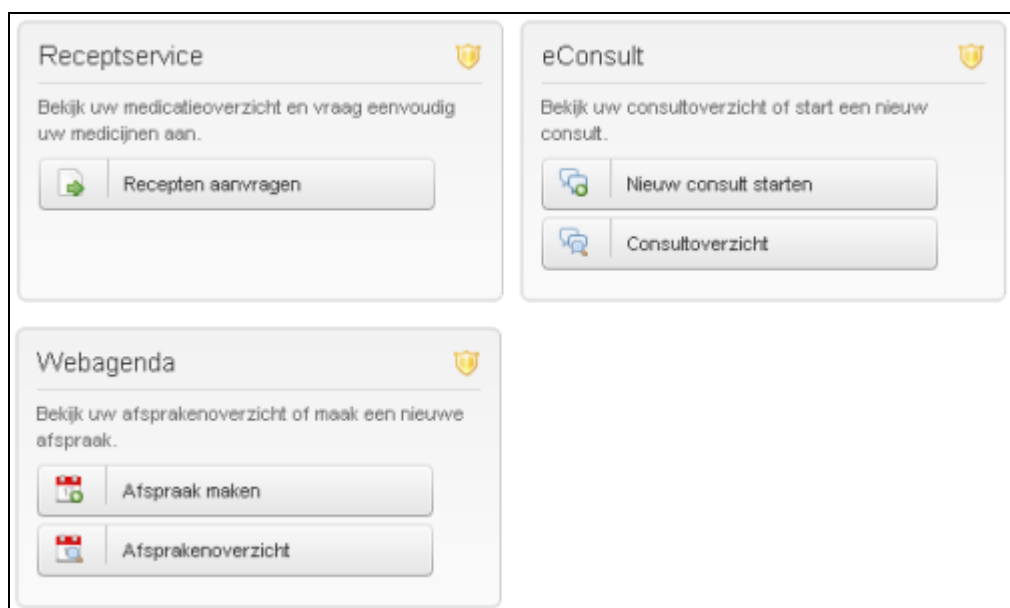 Receptservice
Bekijk uw medicatieoverzicht en vraag eenvoudig
uw medicijnen aan.
Recepten aanvragen
eConsult
Bekijk uw consultoverzicht of start een nieuw
consult.
Nieuw consult starten
Consultoverzicht
Webagenda
Bekijk uw afsprakenoverzicht of maak een nieuwe
afspraak.
Afspraak maken
Afsprakenoverzicht